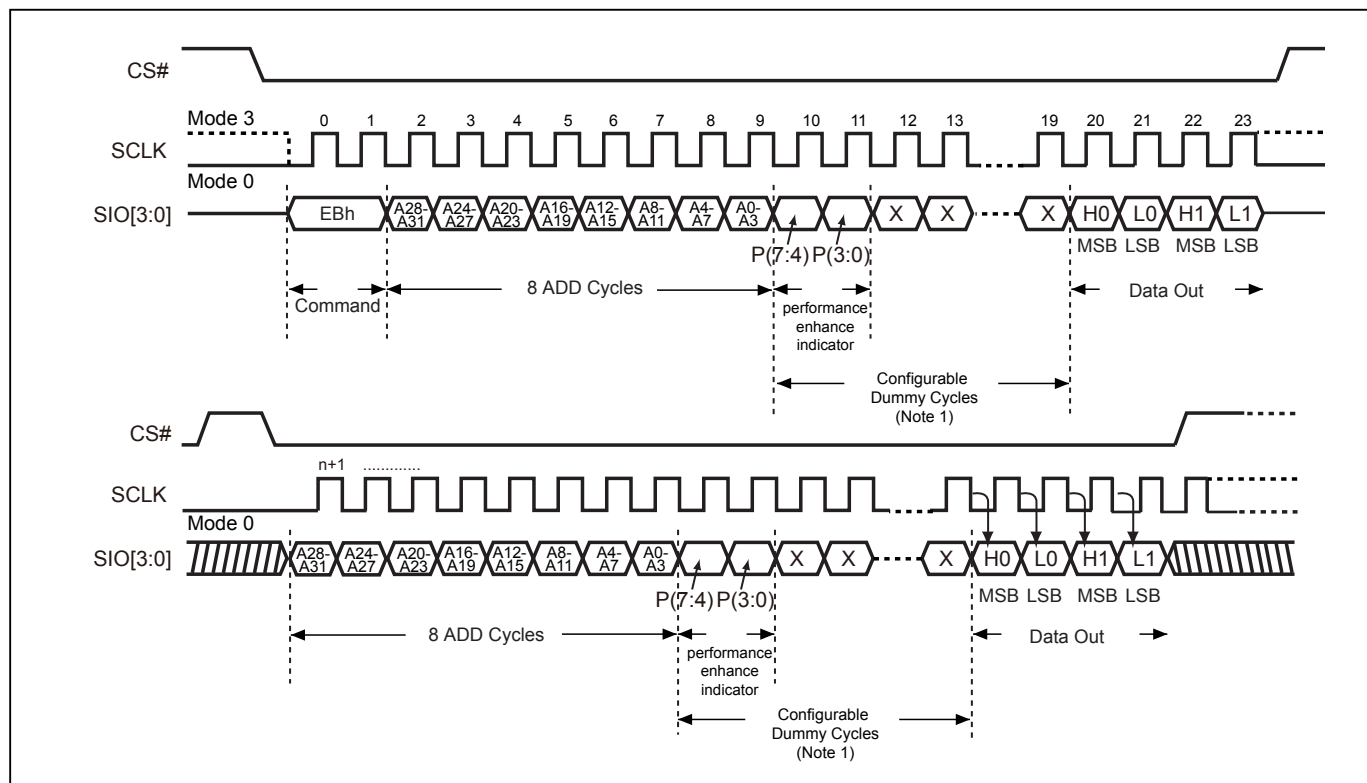 CS#
Mode 3
0 1 2 3 4 5 6 7 8 9 10 11 12 13 19 20 21 22 23
SCLK
Mode 0
SIO[3:0] EBh A28-A31 A24-A27 A20-A23 A16-A19 A12-A15 A8-A11 A4-A7 A0-A3 X X X H0 L0 H1 L1
P(7:4) P(3:0) MSB LSB MSB LSB
Command 8 ADD Cycles Data Out
performance
enhance
indicator
Configurable
Dummy Cycles
(Note 1)
CS#
n+1 .............
SCLK
Mode 0
SIO[3:0] A28-A31 A24-A27 A20-A23 A16-A19 A12-A15 A8-A11 A4-A7 A0-A3 X X X H0 L0 H1 L1
P(7:4) P(3:0) MSB LSB MSB LSB
8 ADD Cycles Data Out
performance
enhance
indicator
Configurable
Dummy Cycles
(Note 1)